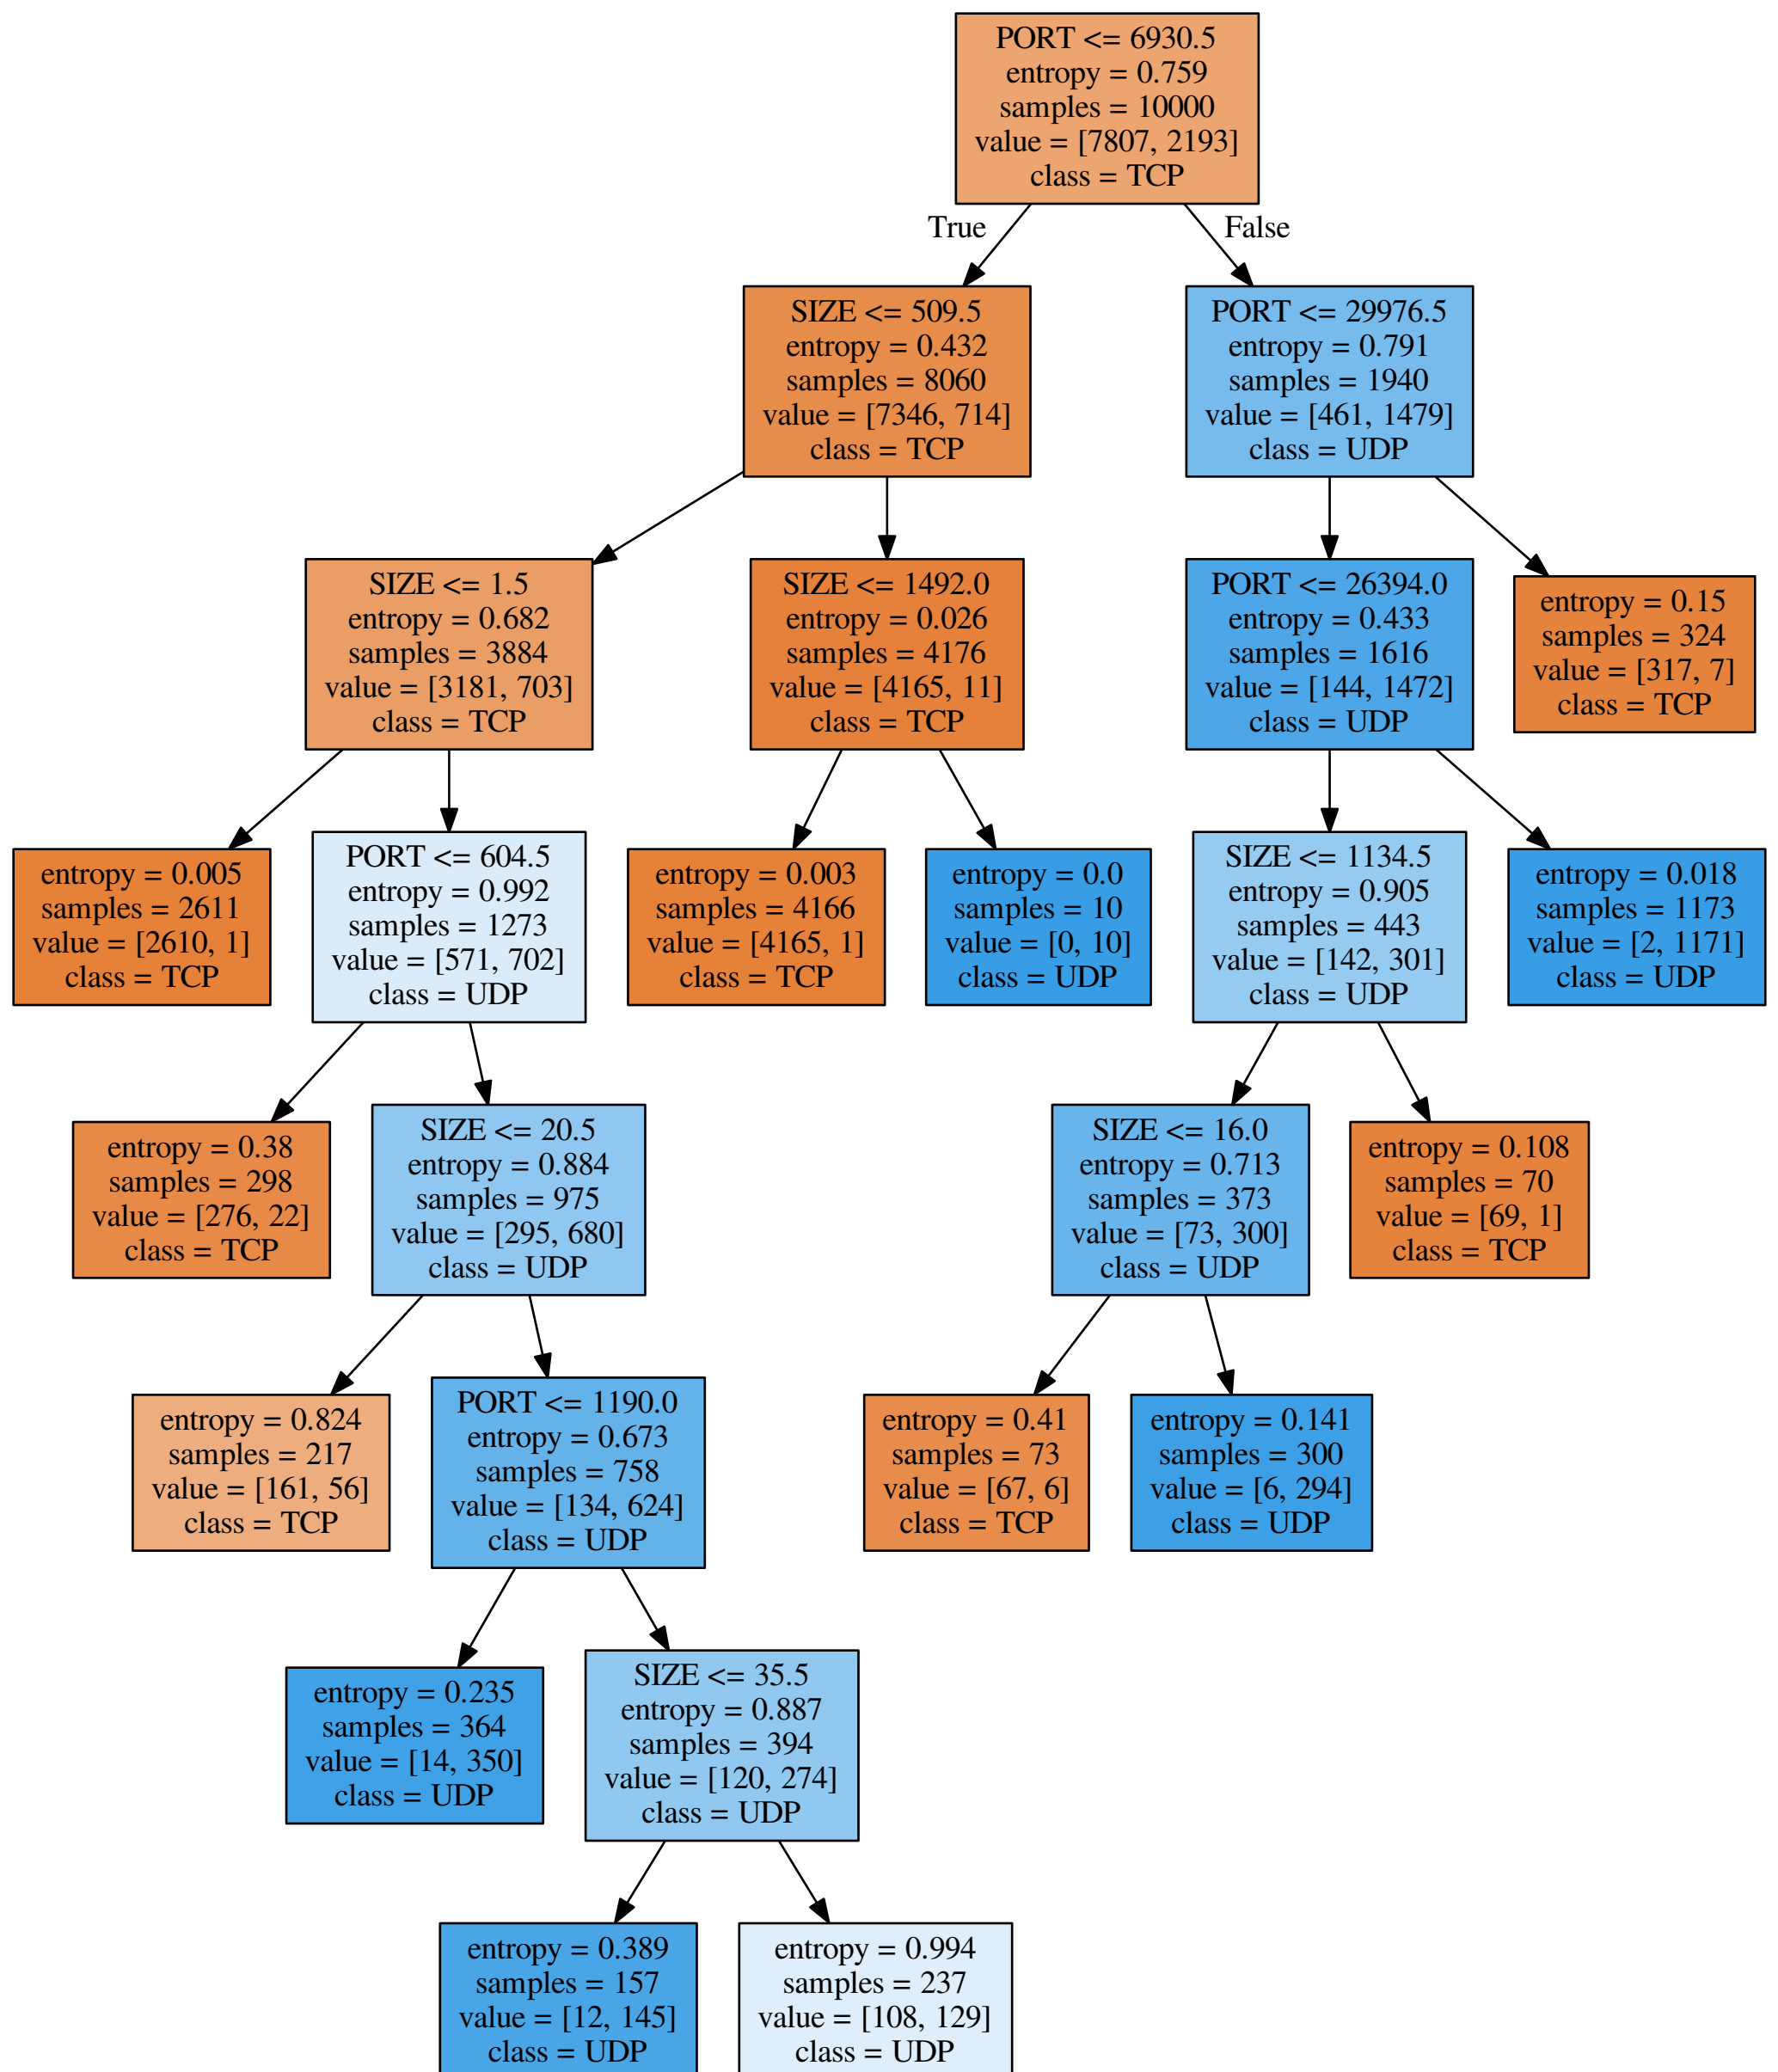 PORT <= 6930.5
entropy = 0.759
samples = 10000
value = [7807, 2193]
class = TCP
True
False
SIZE <= 509.5
entropy = 0.432
samples = 8060
value = [7346, 714]
class = TCP
PORT <= 29976.5
entropy = 0.791
samples = 1940
value = [461, 1479]
class = UDP
SIZE <= 1.5
entropy = 0.682
samples = 3884
value = [3181, 703]
class = TCP
SIZE <= 1492.0
entropy = 0.026
samples = 4176
value = [4165, 11]
class = TCP
PORT <= 26394.0
entropy = 0.433
samples = 1616
value = [144, 1472]
class = UDP
entropy = 0.15
samples = 324
value = [317, 7]
class = TCP
entropy = 0.005
samples = 2611
value = [2610, 1]
class = TCP
PORT <= 604.5
entropy = 0.992
samples = 1273
value = [571, 702]
class = UDP
entropy = 0.003
samples = 4166
value = [4165, 1]
class = TCP
entropy = 0.0
samples = 10
value = [0, 10]
class = UDP
SIZE <= 1134.5
entropy = 0.905
samples = 443
value = [142, 301]
class = UDP
entropy = 0.018
samples = 1173
value = [2, 1171]
class = UDP
entropy = 0.38
samples = 298
value = [276, 22]
class = TCP
SIZE <= 20.5
entropy = 0.884
samples = 975
value = [295, 680]
class = UDP
SIZE <= 16.0
entropy = 0.713
samples = 373
value = [73, 300]
class = UDP
entropy = 0.108
samples = 70
value = [69, 1]
class = TCP
entropy = 0.824
samples = 217
value = [161, 56]
class = TCP
PORT <= 1190.0
entropy = 0.673
samples = 758
value = [134, 624]
class = UDP
entropy = 0.41
samples = 73
value = [67, 6]
class = TCP
entropy = 0.141
samples = 300
value = [6, 294]
class = UDP
entropy = 0.235
samples = 364
value = [14, 350]
class = UDP
SIZE <= 35.5
entropy = 0.887
samples = 394
value = [120, 274]
class = UDP
entropy = 0.389
samples = 157
value = [12, 145]
class = UDP
entropy = 0.994
samples = 237
value = [108, 129]
class = UDP